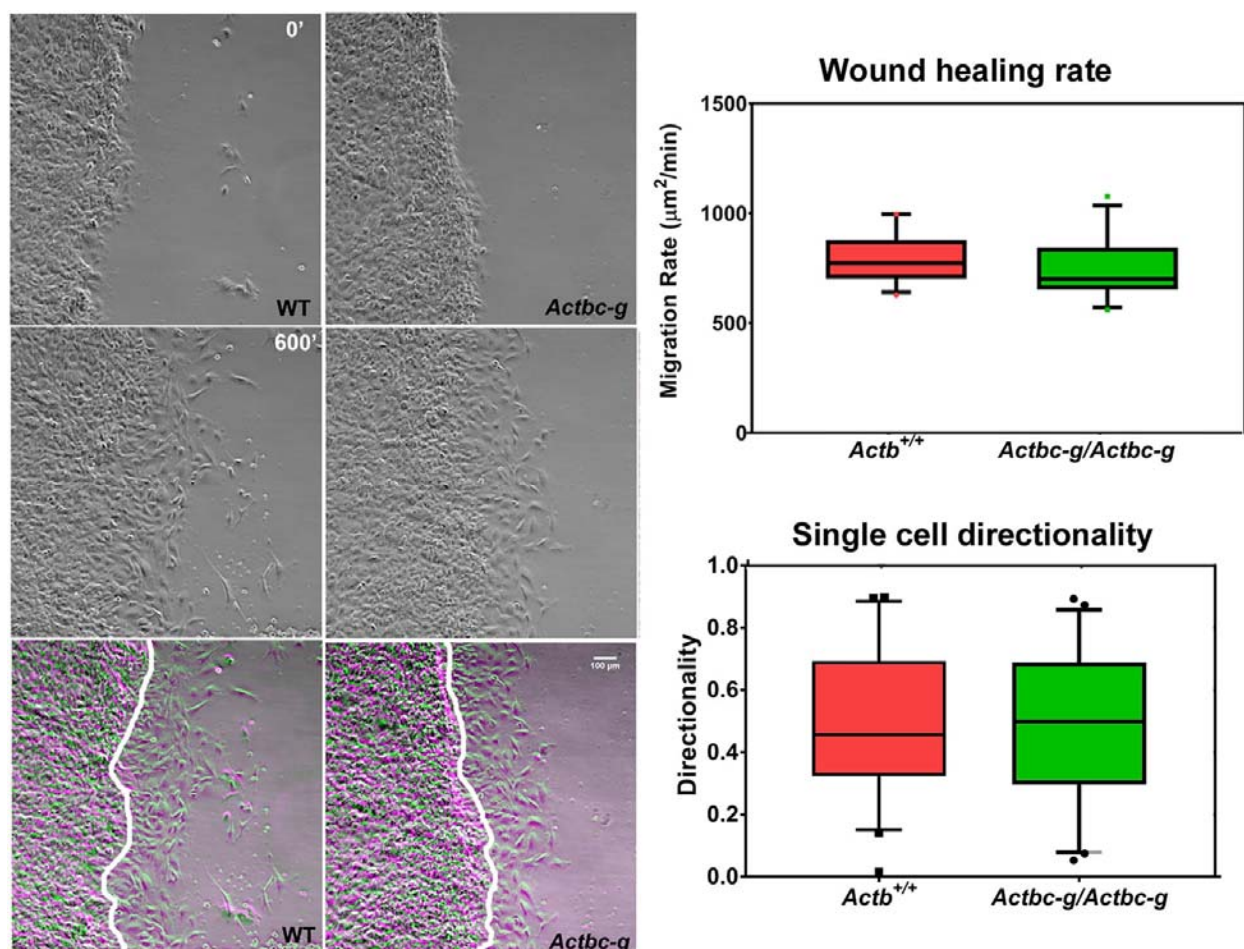 0'
WT
Actbc-g
600'
100 µm
WT
Actbc-g
Wound healing rate
Migration Rate (µm²/min)
1500
1000
500
0
Actb+/+
Actbc-g/Actbc-g
Single cell directionality
Directionality
1.0
0.8
0.6
0.4
0.2
0.0
Actb+/+
Actbc-g/Actbc-g